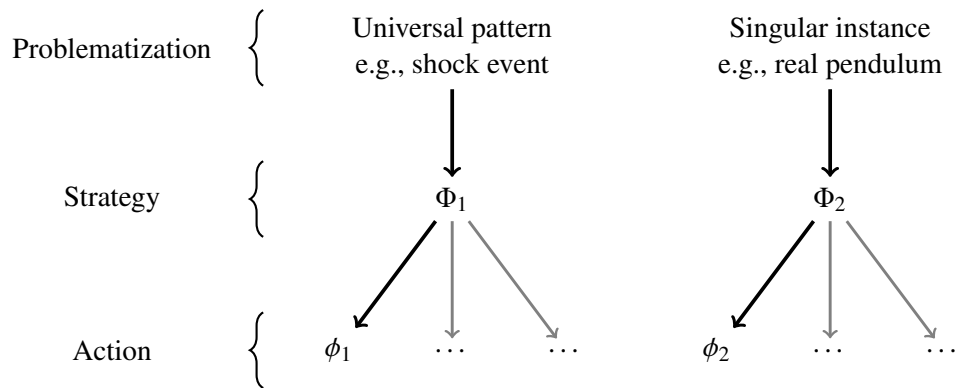 Problematization
Universal pattern
e.g., shock event
Singular instance
e.g., real pendulum
Strategy
Φ₁
Φ₂
Action
ϕ₁ ... ...
ϕ₂ ... ...